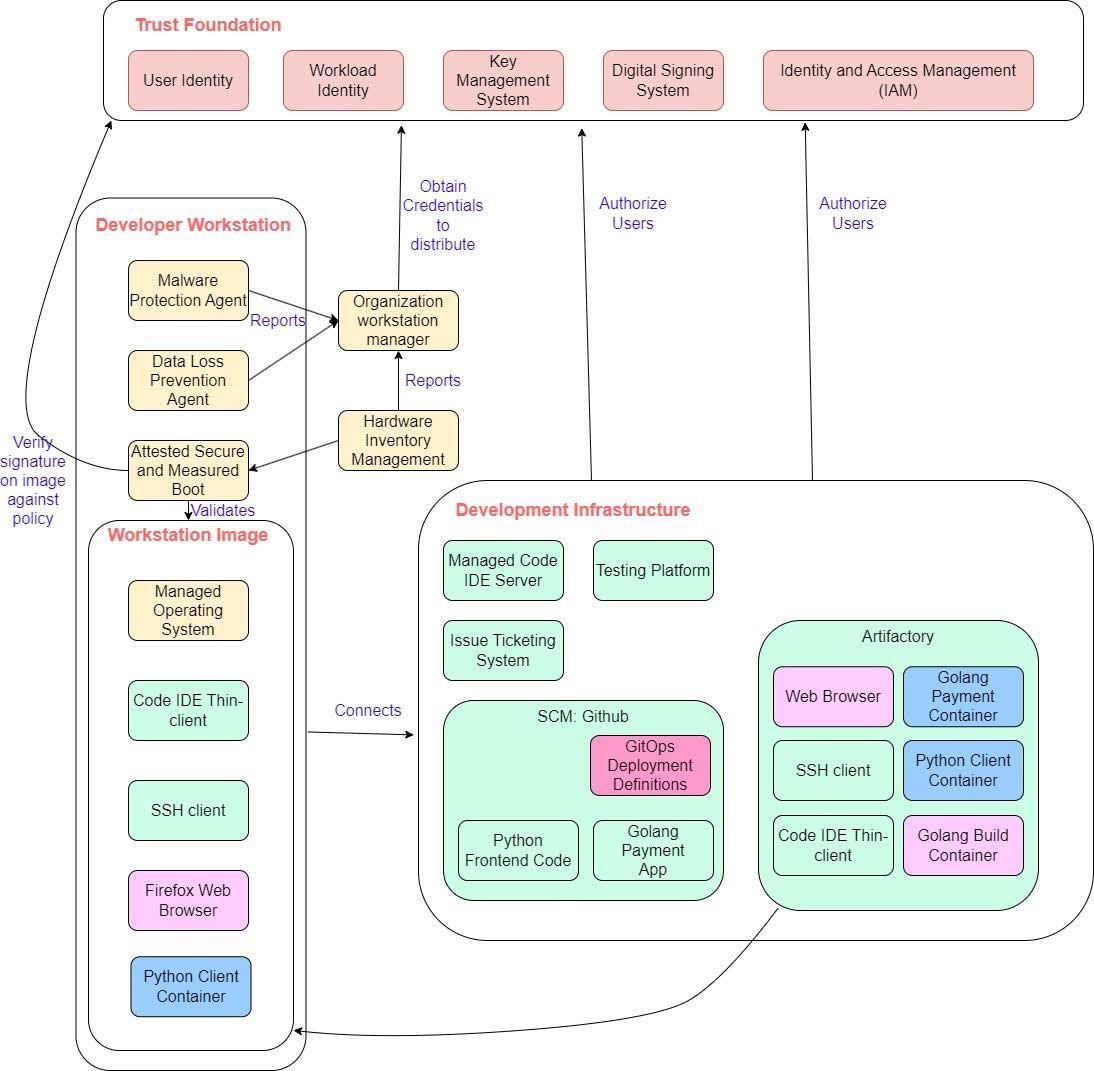 Trust Foundation
User Identity
Workload
Identity
Key
Management
System
Digital Signing
System
Identity and Access Management
(IAM)
Obtain
Credentials
to
distribute
Authorize
Users
Authorize
Users
Developer Workstation
Malware
Protection Agent
Reports
Organization
workstation
manager
Data Loss
Prevention
Agent
Reports
Hardware
Inventory
Management
Verify
signature
on image
against
policy
Attested Secure
and Measured
Boot
Validates
Workstation Image
Managed
Operating
System
Code IDE Thin-
client
SSH client
Firefox Web
Browser
Python Client
Container
Connects
Development Infrastructure
Managed Code
IDE Server
Testing Platform
Issue Ticketing
System
SCM: Github
GitOps
Deployment
Definitions
Python
Frontend Code
Golang
Payment
App
Artifactory
Web Browser
Golang
Payment
Container
SSH client
Python Client
Container
Code IDE Thin-
client
Golang Build
Container